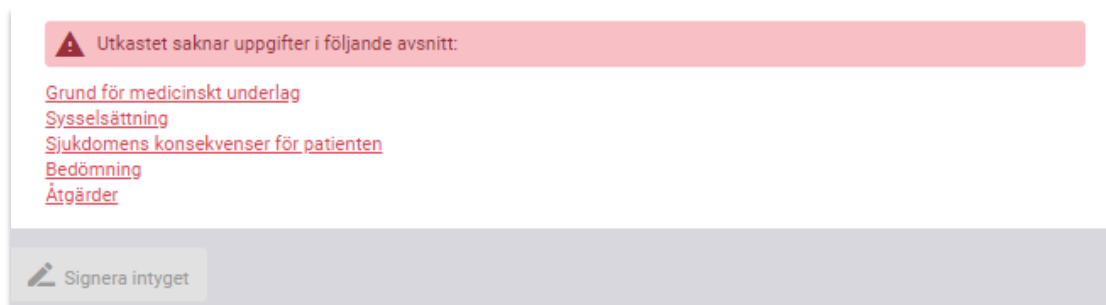 Utkastet saknar uppgifter i följande avsnitt:
Grund för medicinskt underlag
Sysselsättning
Sjukdomens konsekvenser för patienten
Bedömning
Åtgärder
Signera intyget